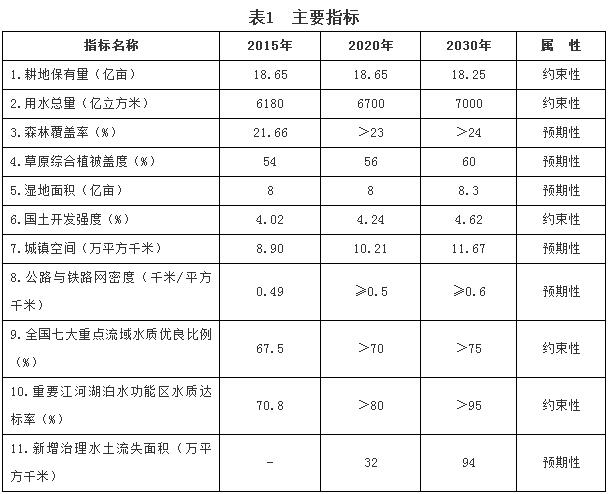 表1 主要指标
指标名称 2015年 2020年 2030年 属 性
1.耕地保有量（亿亩） 18.65 18.65 18.25 约束性
2.用水总量（亿立方米） 6180 6700 7000 约束性
3.森林覆盖率（%） 21.66 >23 >24 预期性
4.草原综合植被盖度（%） 54 56 60 预期性
5.湿地面积（亿亩） 8 8 8.3 预期性
6.国土开发强度（%） 4.02 4.24 4.62 约束性
7.城镇空间（万平方千米） 8.90 10.21 11.67 预期性
8.公路与铁路网密度（千米/平方
千米） 0.49 ≥0.5 ≥0.6 预期性
9.全国七大重点流域水质优良比例
（%） 67.5 >70 >75 约束性
10.重要江河湖泊水功能区水质达
标率（%） 70.8 >80 >95 约束性
11.新增治理水土流失面积（万平
方千米） - 32 94 预期性